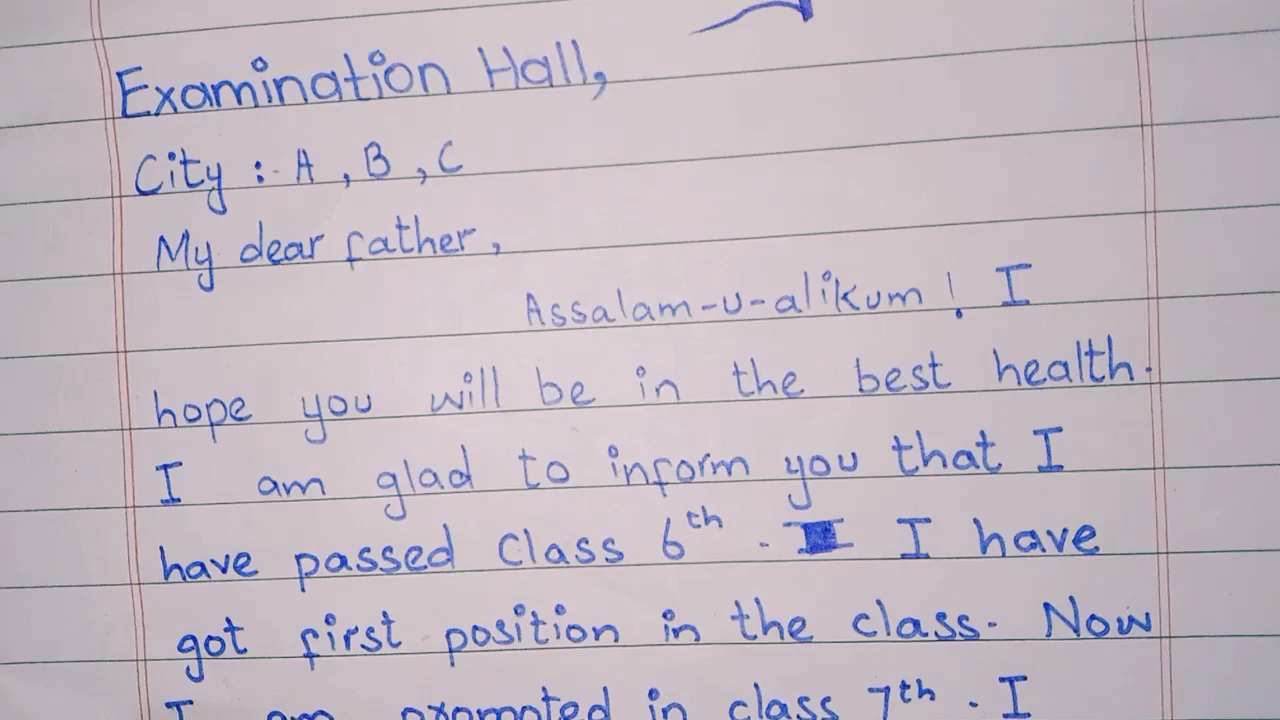 Examination Hall,
City :- A , B , C
My dear father,
Assalam-u-alikum ! I
hope you will be in the best health.
I am glad to inform you that I
have passed Class 6th . I have
got first position in the class. Now
I am in class 7th . I